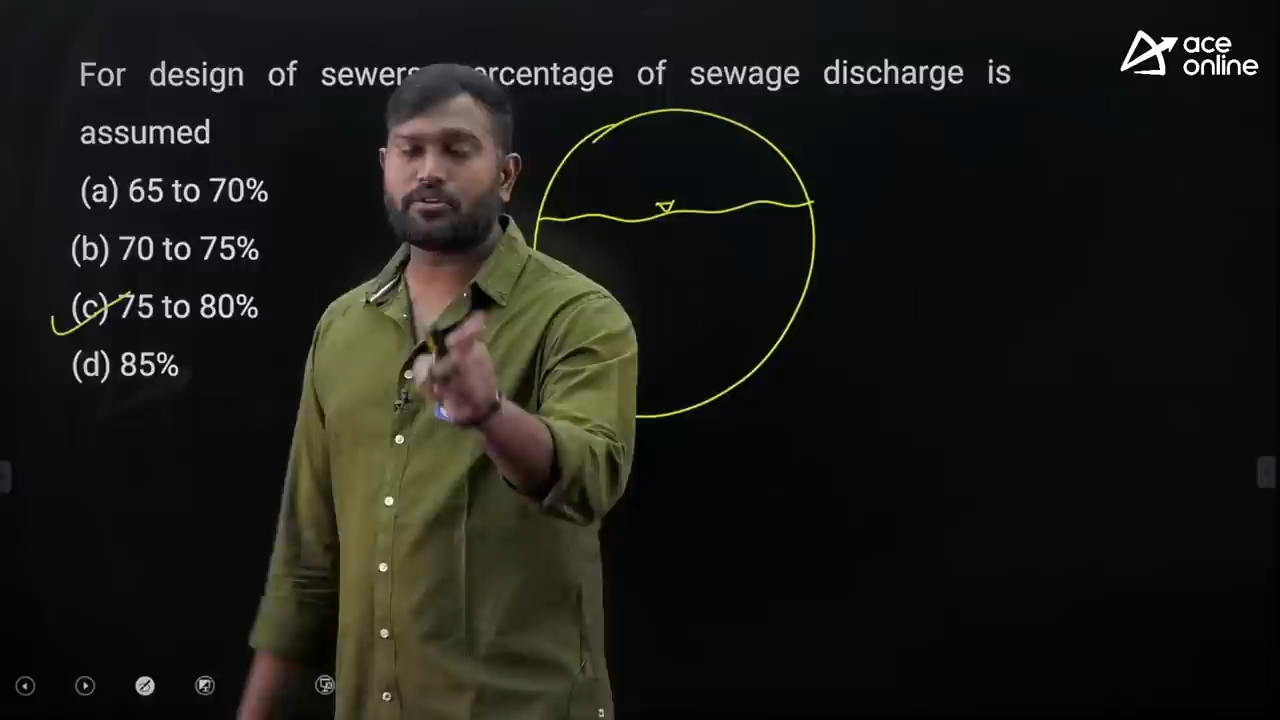 For design of sewers ercentage of sewage discharge is
assumed
(a) 65 to 70%
(b) 70 to 75%
(c) 75 to 80%
(d) 85%
ace
online